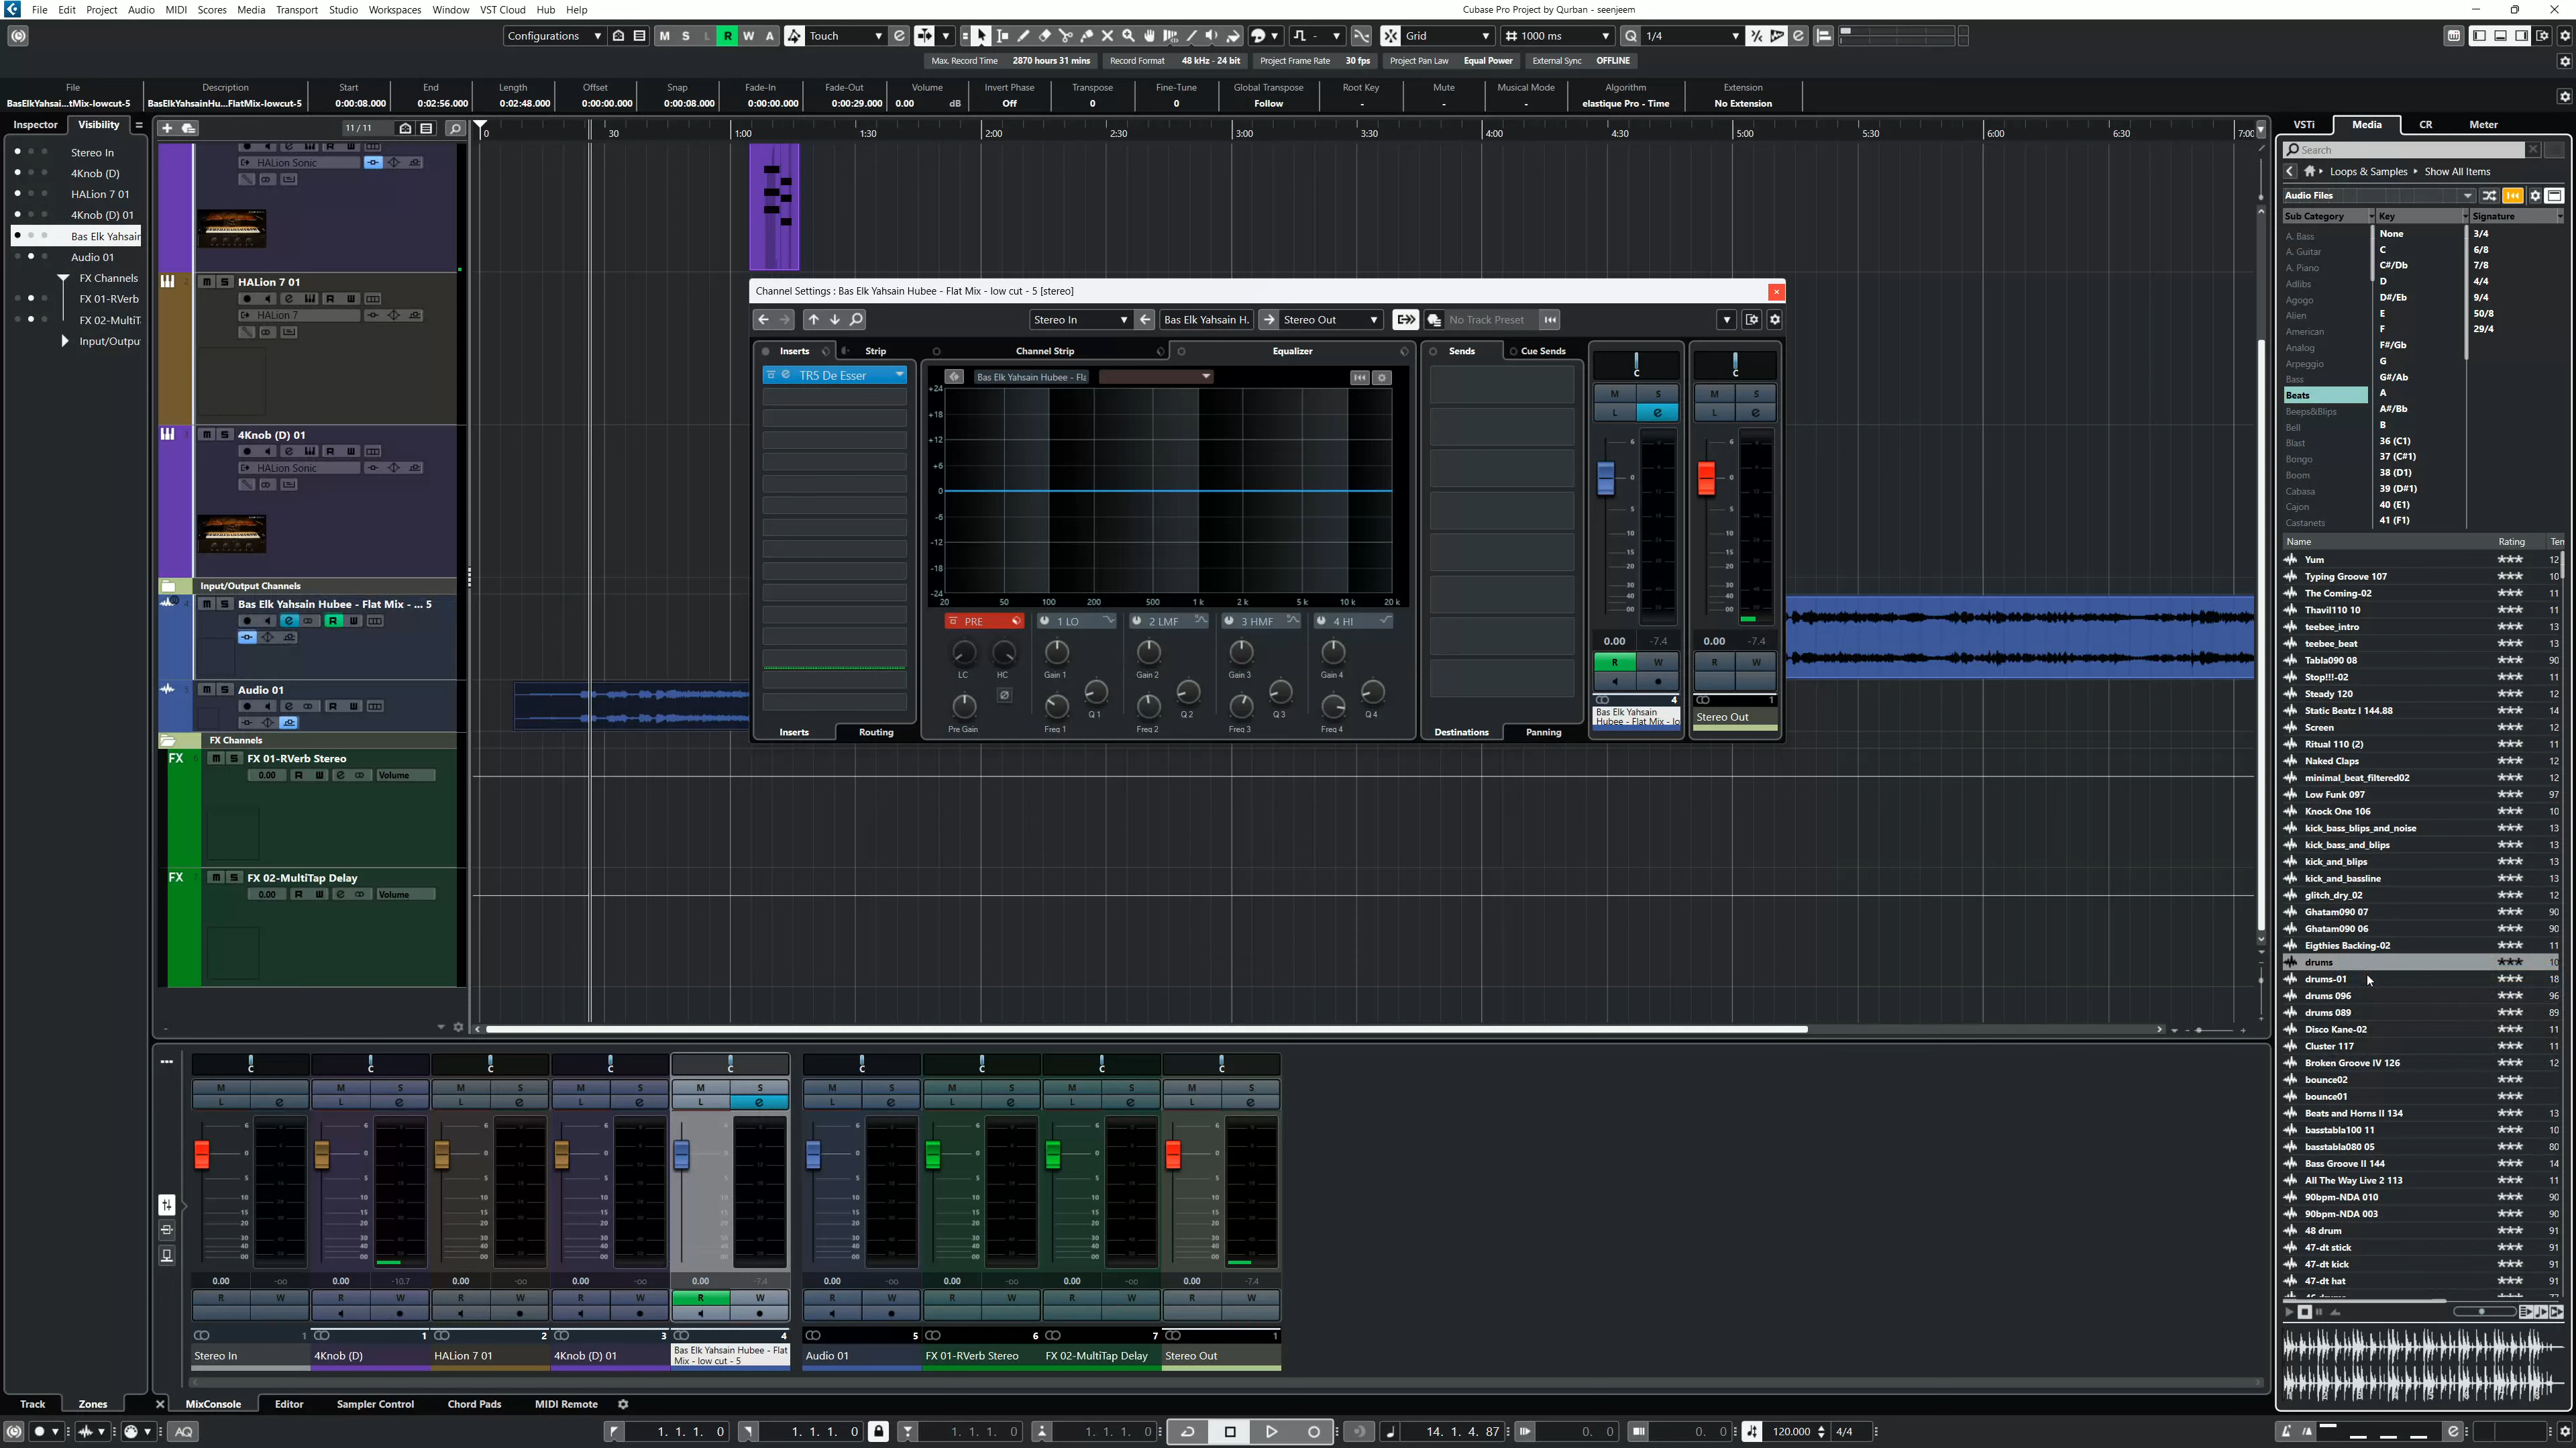 File Edit Project Audio MIDI Scores Media Transport Studio Workspaces Window VST Cloud Hub Help
Cubase Pro Project by Qurban - seenjeem
Configurations M S L R W A Touch Grid 1000 ms Q 1/4
Max. Record Time 2870 hours 31 mins Record Format 48 kHz - 24 bit Project Frame Rate 30 fps Project Pan Law Equal Power External Sync OFFLINE
File Description Start End Length Offset Snap Fade-In Fade-Out Volume Invert Phase Transpose Fine-Tune Global Transpose Root Key Mute Musical Mode Algorithm Extension
BasElkYahsai...tMix-lowcut-5 BasElkYahsainHu...FlatMix-lowcut-5 0:00:08.000 0:02:56.000 0:02:48.000 0:00:00.000 0:00:08.000 0:00:00.000 0:00:29.000 0.00 dB Off 0 0 Follow - - - elastique Pro - Time No Extension
Inspector Visibility
11 / 11
0 30 1:00 1:30 2:00 2:30 3:00 3:30 4:00 4:30 5:00 5:30 6:00 6:30 7:00
Stereo In
4Knob (D)
HALion 7 01
4Knob (D) 01
Bas Elk Yahsain
Audio 01
FX Channels
FX 01-RVerb
FX 02-MultiT
Input/Outpu
HALion Sonic
HALion 7 01
HALion 7
4Knob (D) 01
HALion Sonic
Input/Output Channels
Bas Elk Yahsain Hubee - Flat Mix - ... 5
Audio 01
FX Channels
FX 01-RVerb Stereo
0.00 R W Volume
FX 02-MultiTap Delay
0.00 R W Volume
Channel Settings : Bas Elk Yahsain Hubee - Flat Mix - low cut - 5 [stereo]
Stereo In Bas Elk Yahsain H. Stereo Out No Track Preset
Inserts Strip Channel Strip Equalizer Sends Cue Sends
TR5 De Esser
Bas Elk Yahsain Hubee - Fla
+24
+18
+12
+6
0
-6
-12
-18
-24
20 50 100 200 500 1 k 2 k 5 k 10 k 20 k
PRE 1 LO 2 LMF 3 HMF 4 HI
LC HC Gain 1 Gain 2 Gain 3 Gain 4
Q 1 Q 2 Q 3 Q 4
Pre Gain Freq 1 Freq 2 Freq 3 Freq 4
Inserts Routing Destinations Panning
C C
M S M S
L e L e
0.00 -7.4 0.00 -7.4
R W R W
4 1
Bas Elk Yahsain
Hubee - Flat Mix - lo
Stereo Out
VSTi Media CR Meter
Search
Loops & Samples Show All Items
Audio Files
Sub Category Key Signature
A. Bass
A. Guitar
A. Piano
Adlibs
Agogo
Alien
American
Analog
Arpeggio
Bass
Beats
Beeps&Blips
Bell
Blast
Bongo
Boom
Cabasa
Cajon
Castanets
None
C
C#/Db
D
D#/Eb
E
F
F#/Gb
G
G#/Ab
A
A#/Bb
B
36 (C1)
37 (C#1)
38 (D1)
39 (D#1)
40 (E1)
41 (F1)
3/4
6/8
7/8
4/4
9/4
50/8
29/4
Name Rating Ten
Yum 12
Typing Groove 107 10
The Coming-02 11
Thavil110 10 11
teebee_intro 13
teebee_beat 13
Tabla090 08 90
Stop!!!-02 11
Steady 120 12
Static Beatz I 144.88 14
Screen 12
Ritual 110 (2) 11
Naked Claps 12
minimal_beat_filtered02 12
Low Funk 097 97
Knock One 106 10
kick_bass_blips_and_noise 13
kick_bass_and_blips 13
kick_and_blips 13
kick_and_bassline 13
glitch_dry_02 12
Ghatam090 07 90
Ghatam090 06 90
Eigthies Backing-02 11
drums 10
drums-01 18
drums 096 96
drums 089 89
Disco Kane-02 11
Cluster 117 11
Broken Groove IV 126 12
bounce02
bounce01
Beats and Horns II 134 13
basstabla100 11 10
basstabla080 05 80
Bass Groove II 144 14
All The Way Live 2 113 11
90bpm-NDA 010 90
90bpm-NDA 003 90
48 drum 91
47-dt stick 91
47-dt kick 91
47-dt hat 91
C C C C C C C C C
M M S M S M S M S M S M S M S M S
L e L e L e L e L e L e L e L e L e
0.00 -oo 0.00 -10.7 0.00 -oo 0.00 -oo 0.00 -7.4 0.00 -oo 0.00 -oo 0.00 -oo 0.00 -7.4
R W R W R W R W R W R W R W R W R W
1 1 2 3 4 5 6 7 1
Stereo In 4Knob (D) HALion 7 01 4Knob (D) 01 Bas Elk Yahsain Hubee - Flat Mix - low cut - 5 Audio 01 FX 01-RVerb Stereo FX 02-MultiTap Delay Stereo Out
Track Zones MixConsole Editor Sampler Control Chord Pads MIDI Remote
AQ 1. 1. 1. 0 1. 1. 1. 0 1. 1. 1. 0 1. 1. 1. 0 14. 1. 4. 87 0. 0 0. 0 120.000 4/4